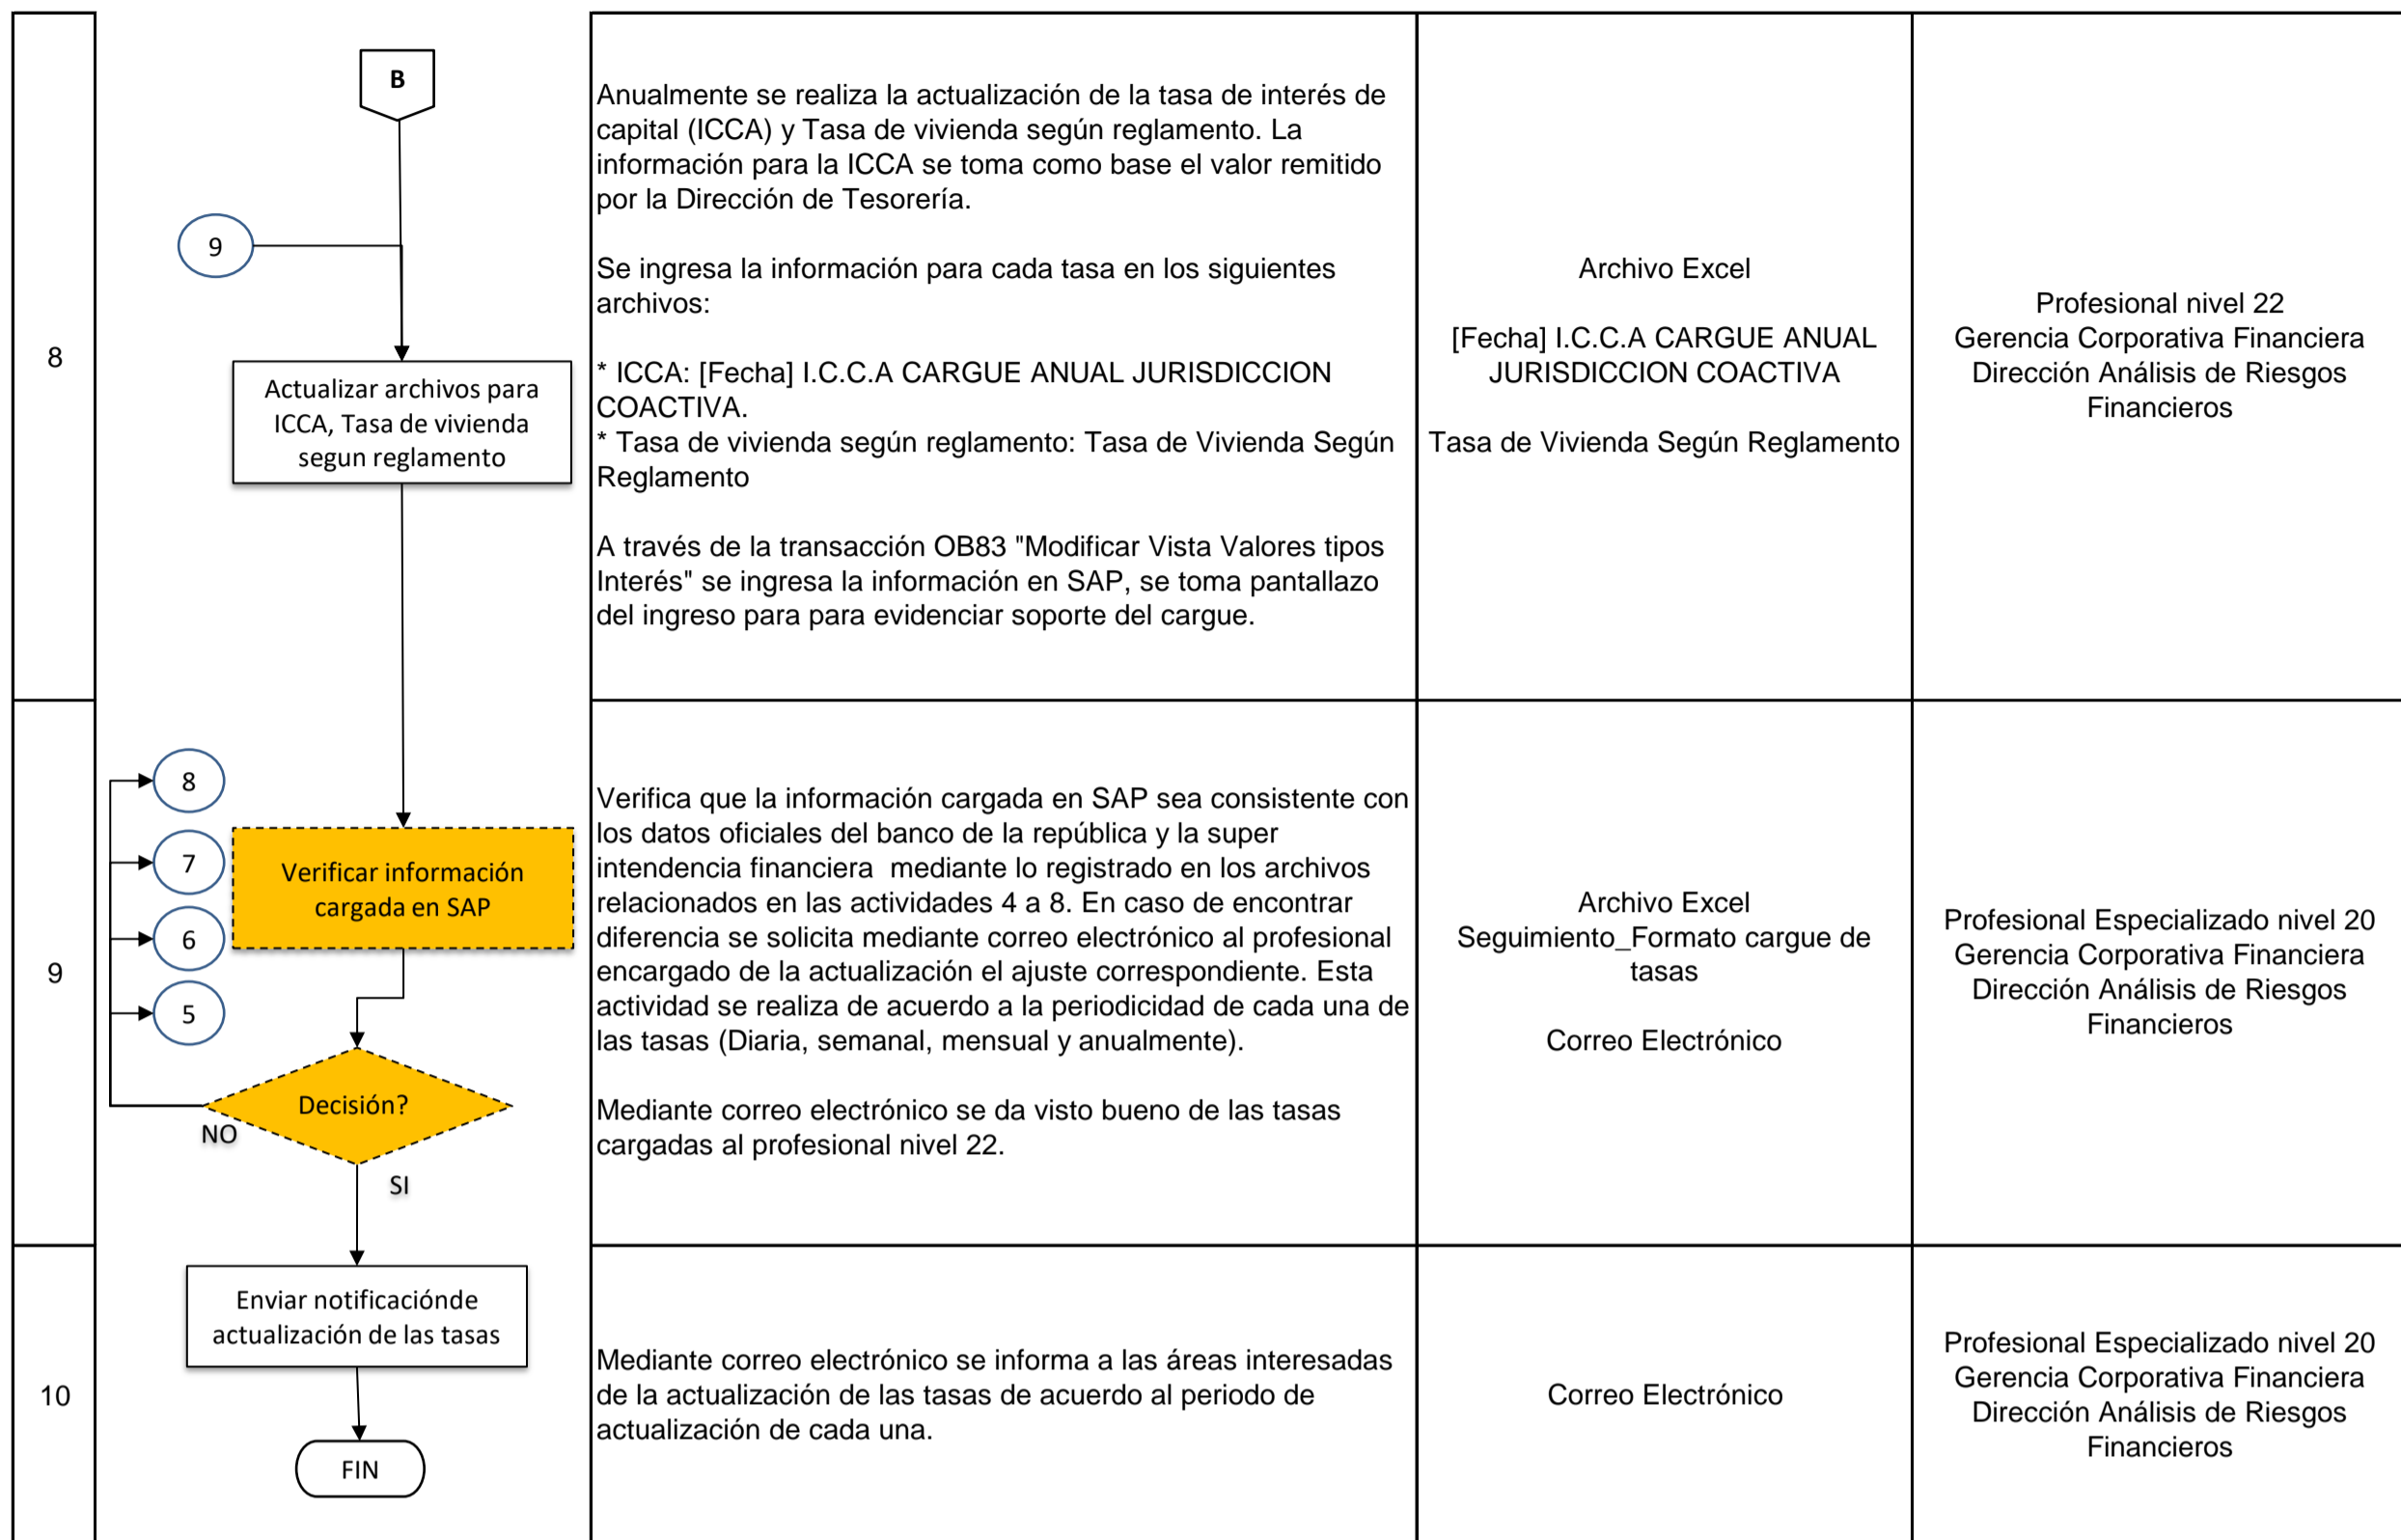 8
B
9
Actualizar archivos para
ICCA, Tasa de vivienda
segun reglamento
Anualmente se realiza la actualización de la tasa de interés de
capital (ICCA) y Tasa de vivienda según reglamento. La
información para la ICCA se toma como base el valor remitido
por la Dirección de Tesorería.
Se ingresa la información para cada tasa en los siguientes
archivos:
* ICCA: [Fecha] I.C.C.A CARGUE ANUAL JURISDICCION
COACTIVA.
* Tasa de vivienda según reglamento: Tasa de Vivienda Según
Reglamento
A través de la transacción OB83 "Modificar Vista Valores tipos
Interés" se ingresa la información en SAP, se toma pantallazo
del ingreso para para evidenciar soporte del cargue.
Archivo Excel
[Fecha] I.C.C.A CARGUE ANUAL
JURISDICCION COACTIVA
Tasa de Vivienda Según Reglamento
Profesional nivel 22
Gerencia Corporativa Financiera
Dirección Análisis de Riesgos
Financieros
9
8
7
6
5
Verificar información
cargada en SAP
Decisión?
NO
SI
Verifica que la información cargada en SAP sea consistente con
los datos oficiales del banco de la república y la super
intendencia financiera  mediante lo registrado en los archivos
relacionados en las actividades 4 a 8. En caso de encontrar
diferencia se solicita mediante correo electrónico al profesional
encargado de la actualización el ajuste correspondiente. Esta
actividad se realiza de acuerdo a la periodicidad de cada una de
las tasas (Diaria, semanal, mensual y anualmente).
Mediante correo electrónico se da visto bueno de las tasas
cargadas al profesional nivel 22.
Archivo Excel
Seguimiento_Formato cargue de
tasas
Correo Electrónico
Profesional Especializado nivel 20
Gerencia Corporativa Financiera
Dirección Análisis de Riesgos
Financieros
10
Enviar notificaciónde
actualización de las tasas
FIN
Mediante correo electrónico se informa a las áreas interesadas
de la actualización de las tasas de acuerdo al periodo de
actualización de cada una.
Correo Electrónico
Profesional Especializado nivel 20
Gerencia Corporativa Financiera
Dirección Análisis de Riesgos
Financieros